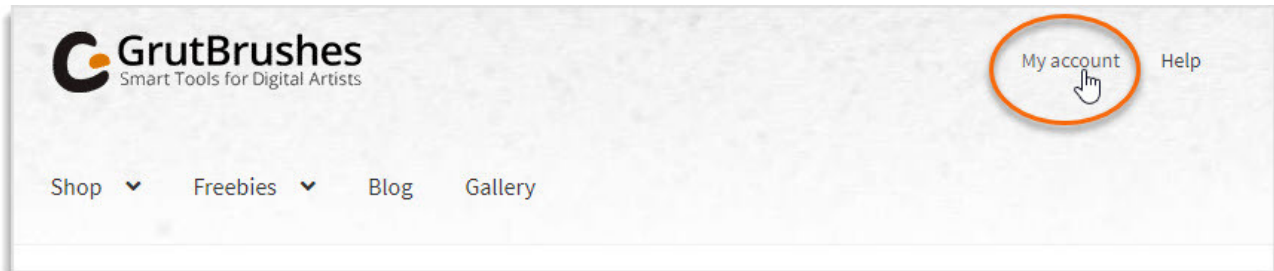 GrutBrushes
Smart Tools for Digital Artists
My account Help
Shop Freebies Blog Gallery